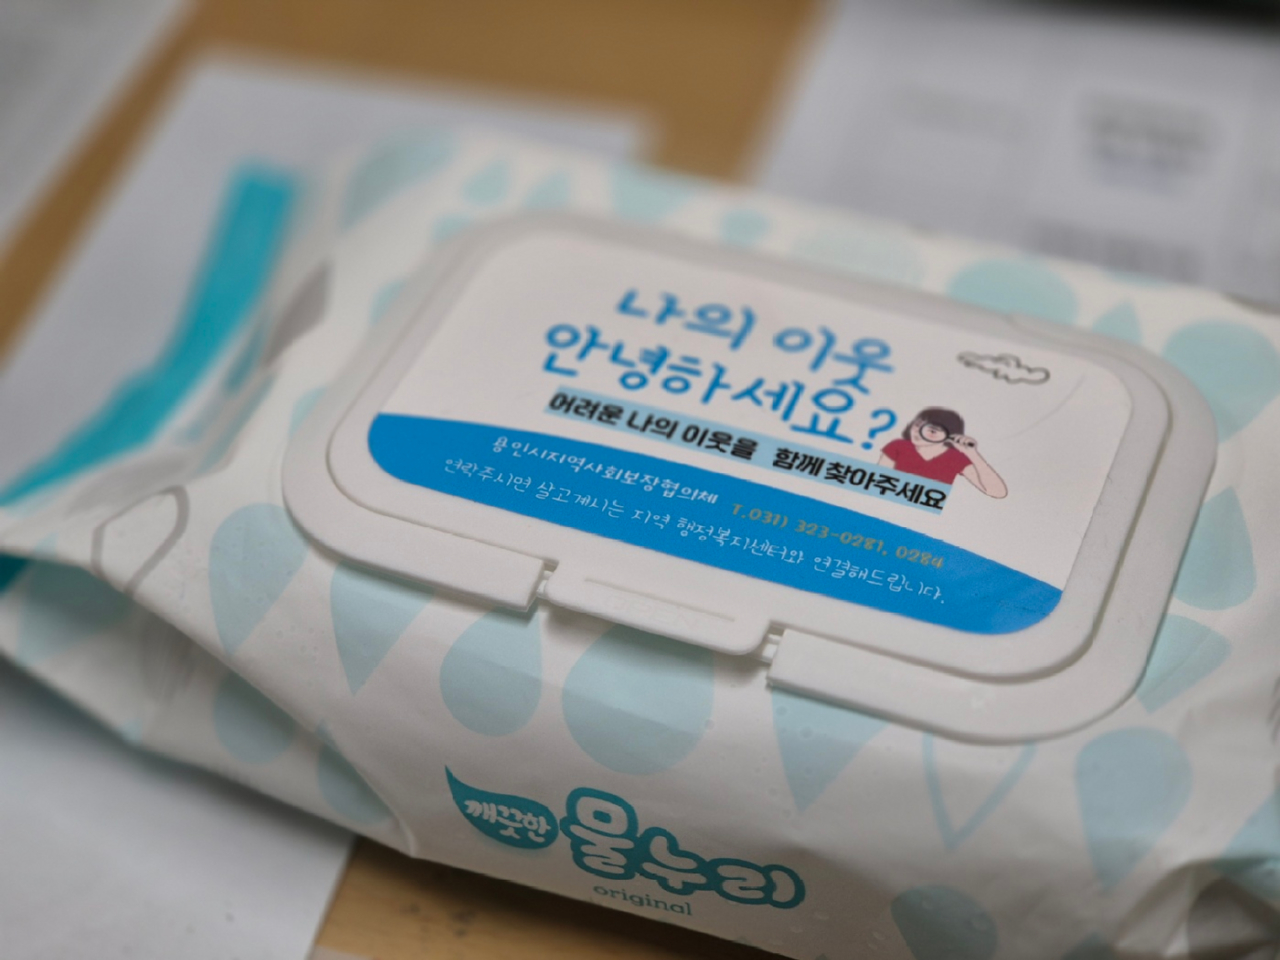 나의 이웃
안녕하세요?
어려운 나의 이웃을 함께 찾아주세요
용인시지역사회보장협의체 T.031) 323-0281, 0284
연락주시면 살고계시는 지역 행정복지센터와 연결해드립니다.
OPEN
깨끗한 물누리
original